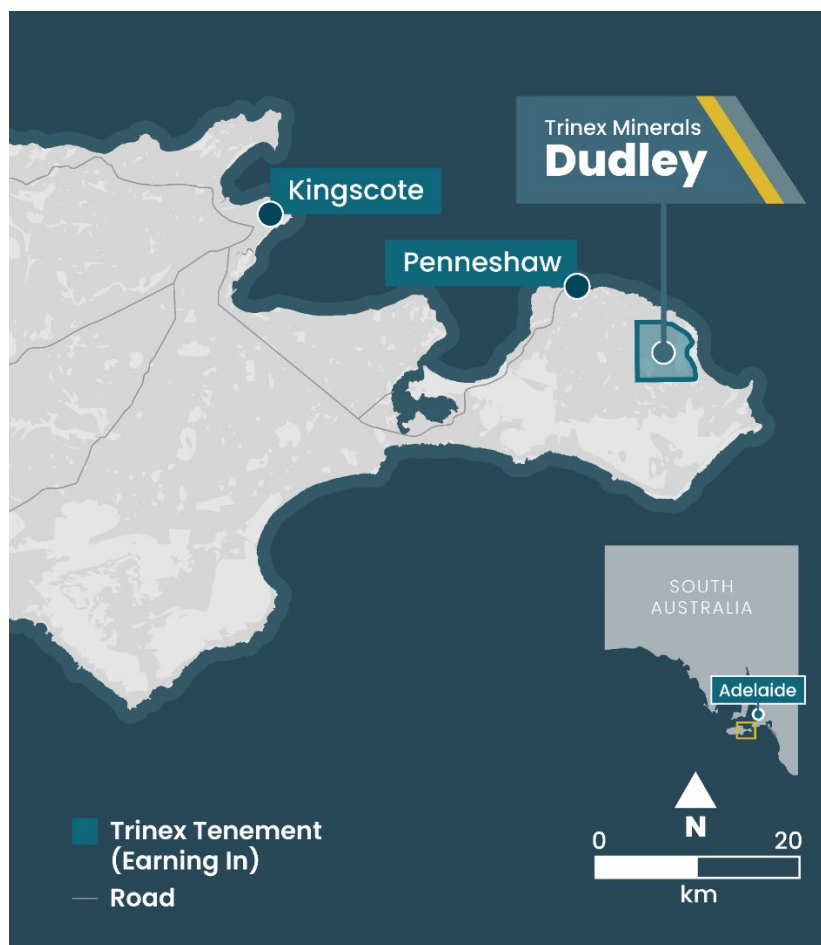 Trinex Minerals
Dudley
Kingscote
Penneshaw
SOUTH
AUSTRALIA
Adelaide
Trinex Tenement
(Earning In)
Road
N
0 20
km